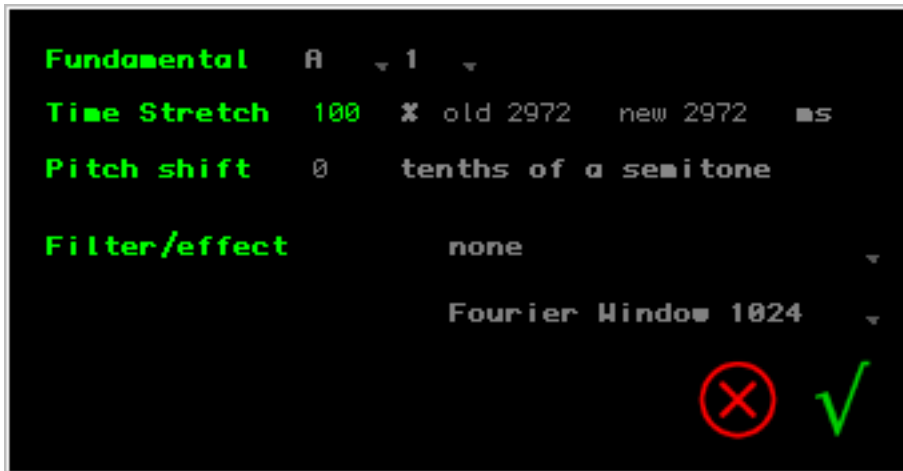 Fundamental A 1
Time Stretch 100 % old 2972 new 2972 ms
Pitch shift 0 tenths of a semitone
Filter/effect none
Fourier Window 1024